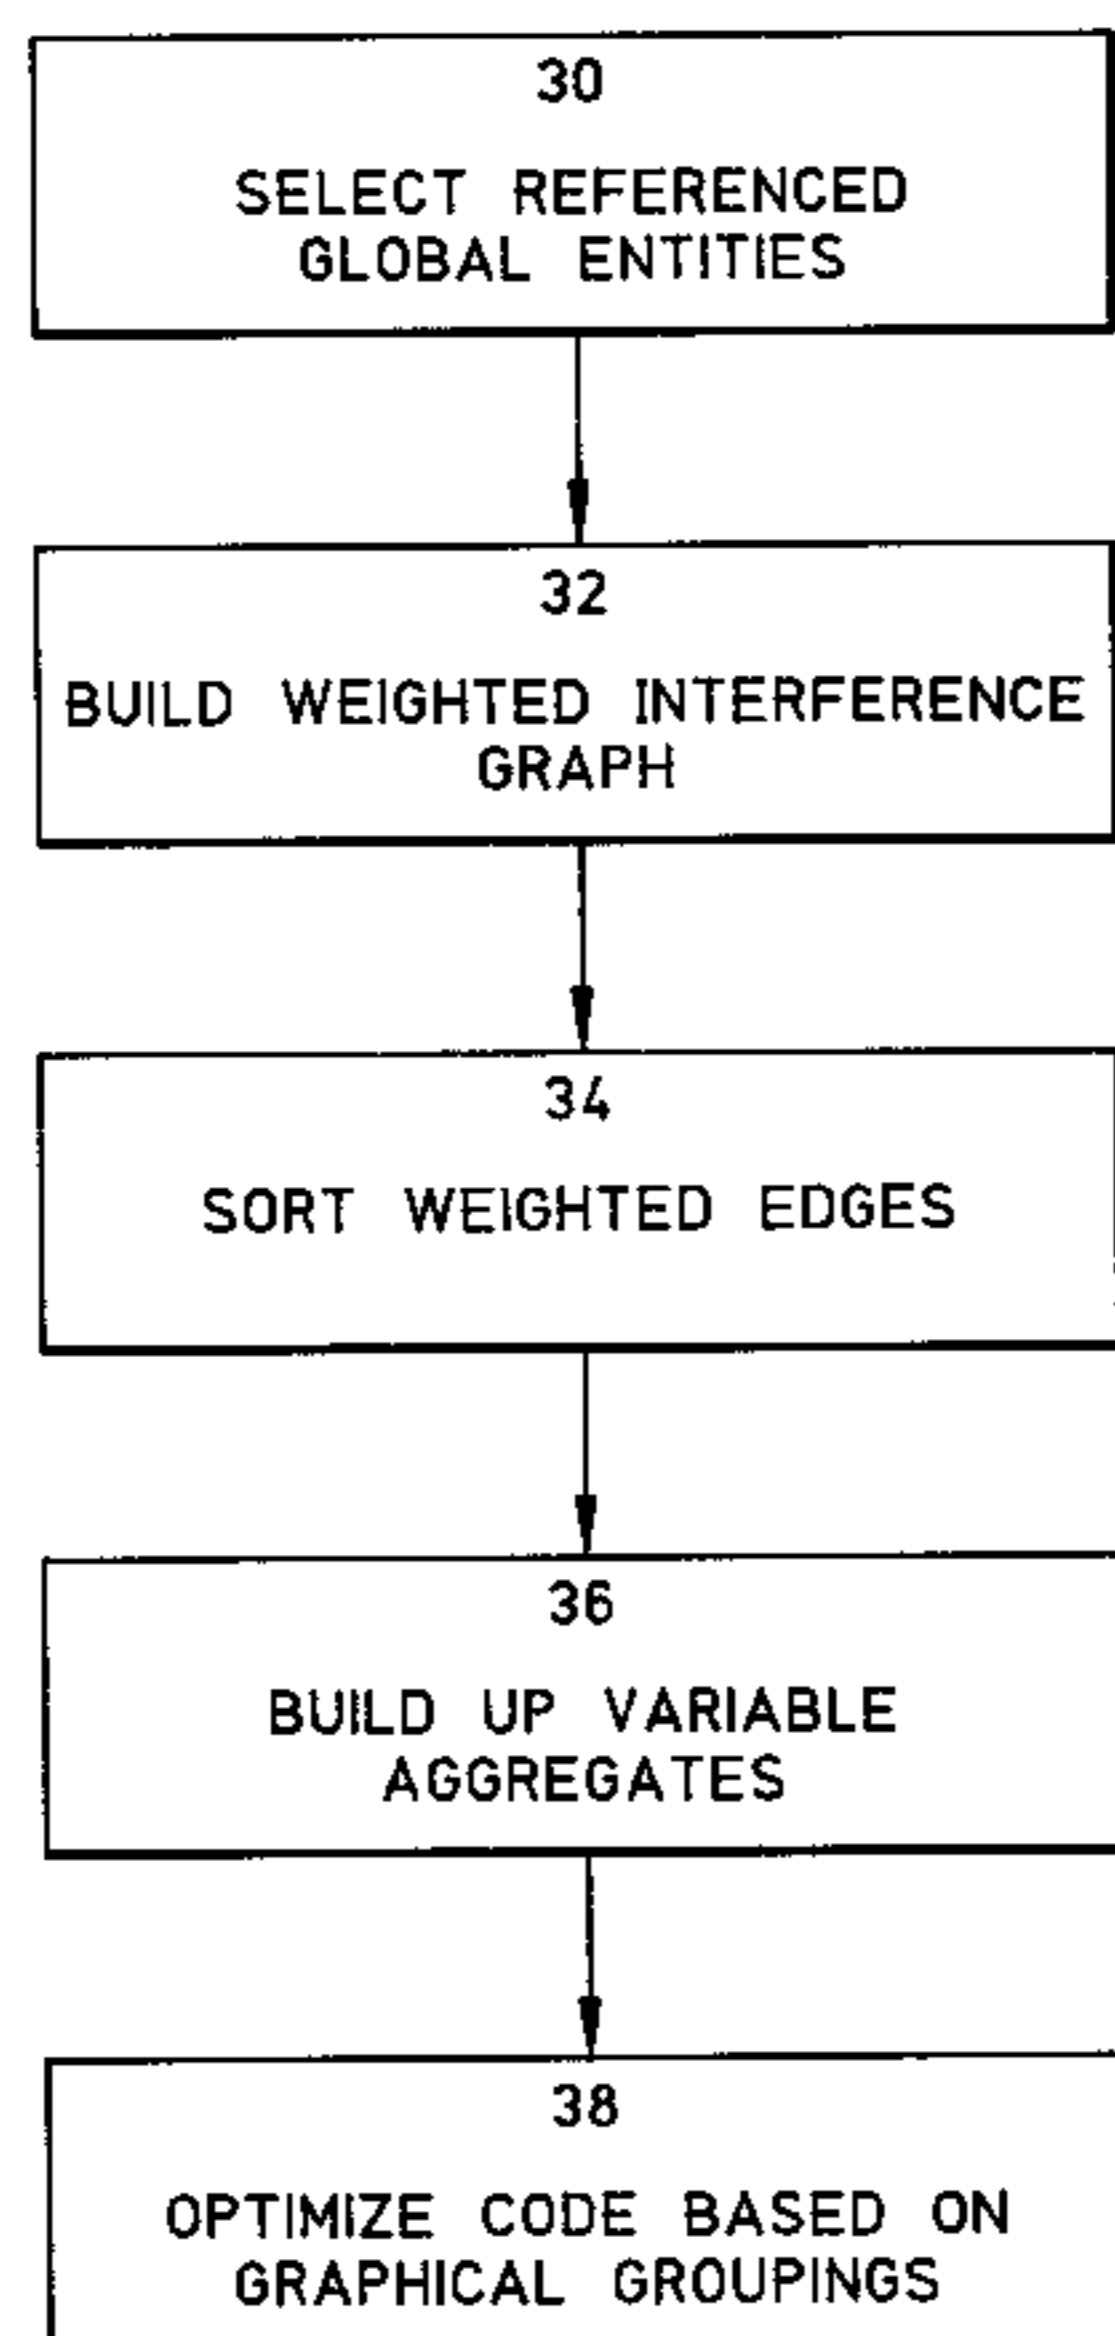 30
SELECT REFERENCED
GLOBAL ENTITIES
32
BUILD WEIGHTED INTERFERENCE
GRAPH
34
SORT WEIGHTED EDGES
36
BUILD UP VARIABLE
AGGREGATES
38
OPTIMIZE CODE BASED ON
GRAPHICAL GROUPINGS